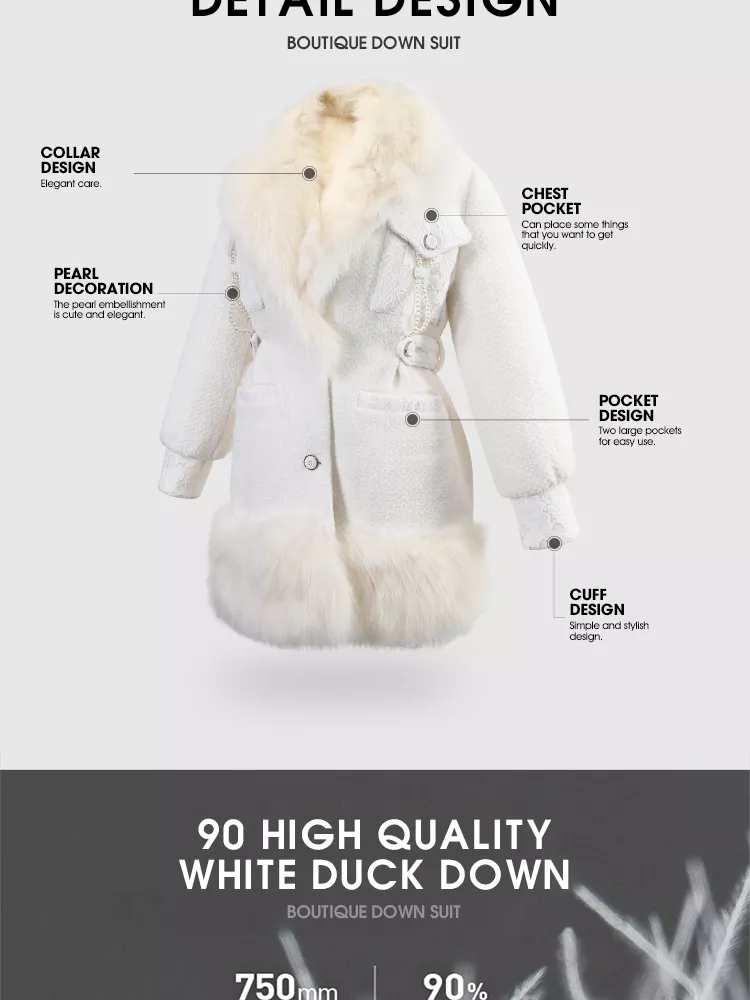 DETAIL DESIGN
BOUTIQUE DOWN SUIT
COLLAR
DESIGN
Elegant care.
CHEST
POCKET
Can place some things
that you want to get
quickly.
PEARL
DECORATION
The pearl embellishment
is cute and elegant.
POCKET
DESIGN
Two large pockets
for easy use.
CUFF
DESIGN
Simple and stylish
design.
90 HIGH QUALITY
WHITE DUCK DOWN
BOUTIQUE DOWN SUIT
750mm
90%